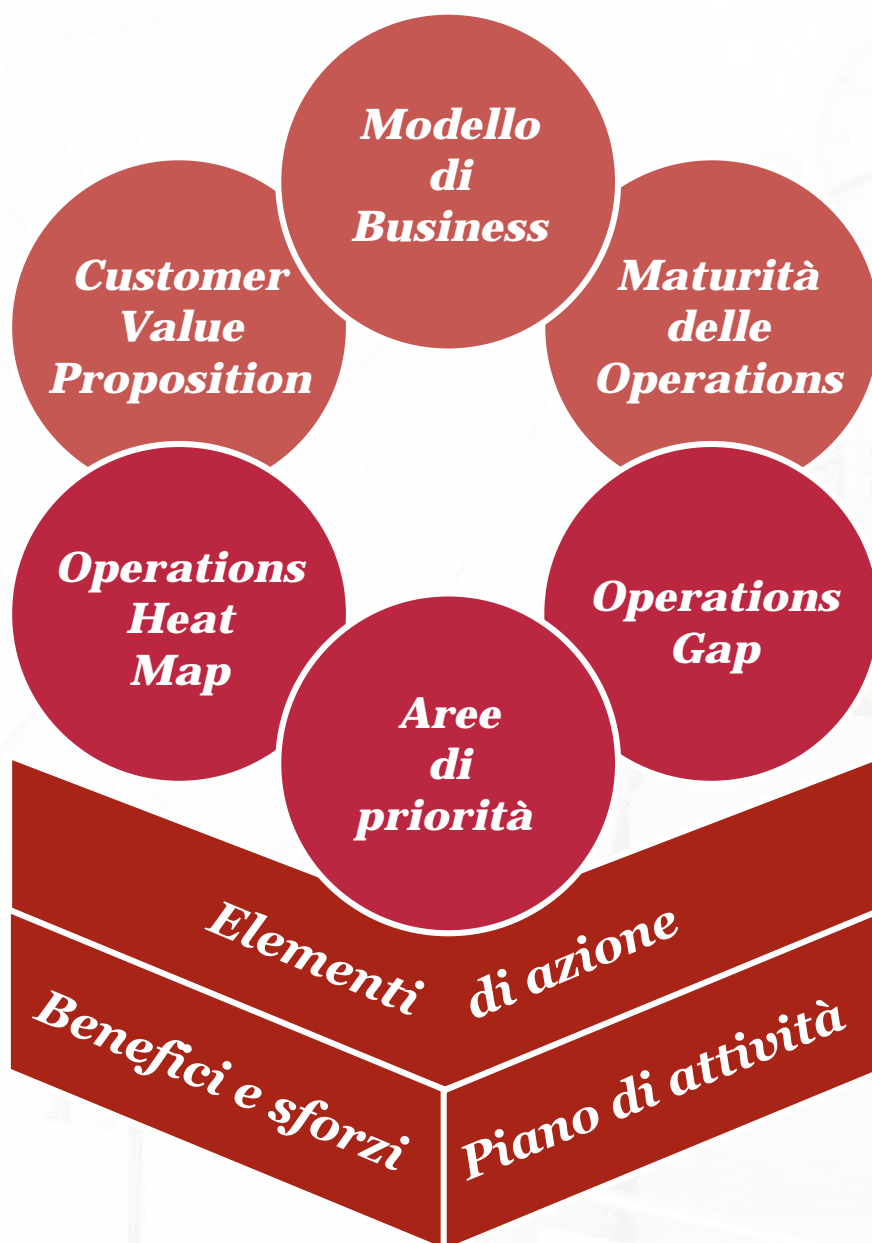 Modello
di
Business
Customer
Value
Proposition
Maturità
delle
Operations
Operations
Heat
Map
Operations
Gap
Aree
di
priorità
Elementi di azione
Benefici e sforzi
Piano di attività